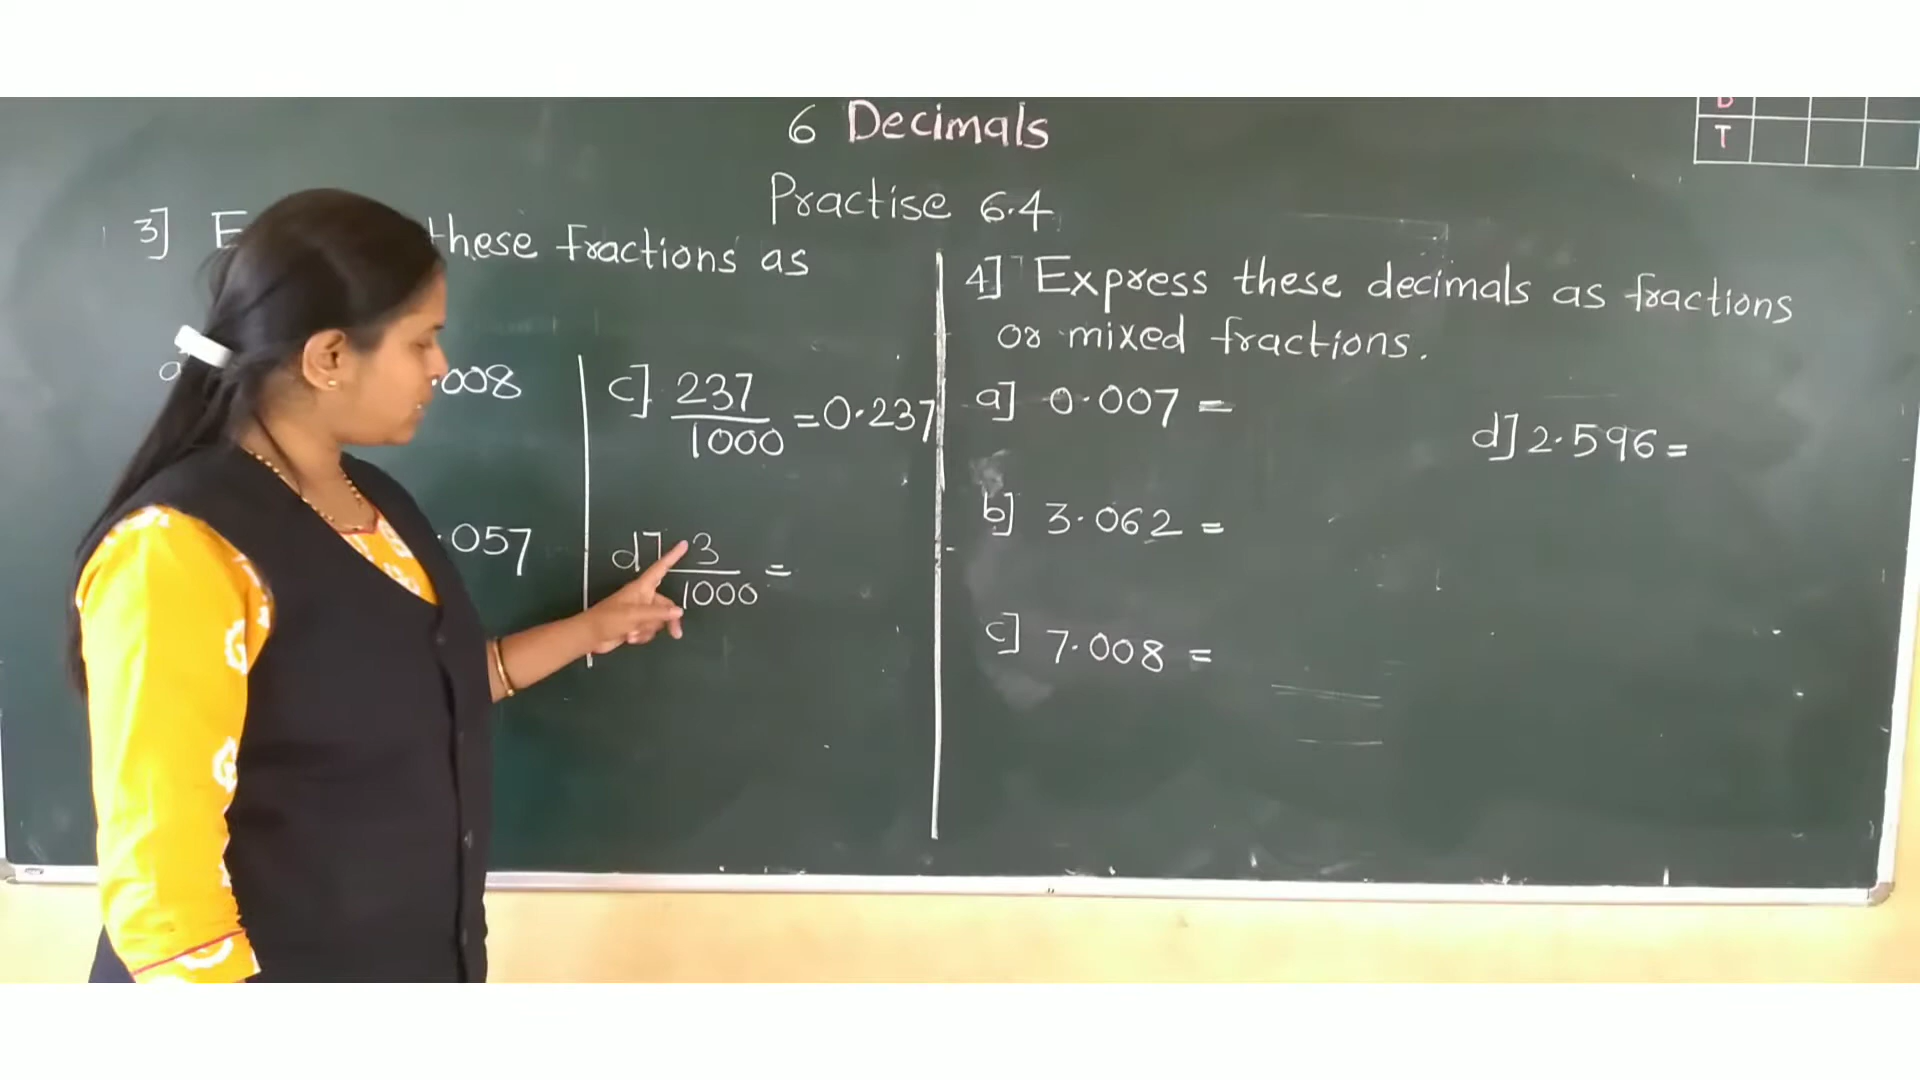 6 Decimals
Practise 6.4
3] these fractions as
.008
.057
c] 237/1000 = 0.237
d] 3/1000 =
4] Express these decimals as fractions
or mixed fractions.
a] 0.007 =
b] 3.062 =
c] 7.008 =
d] 2.596 =
T